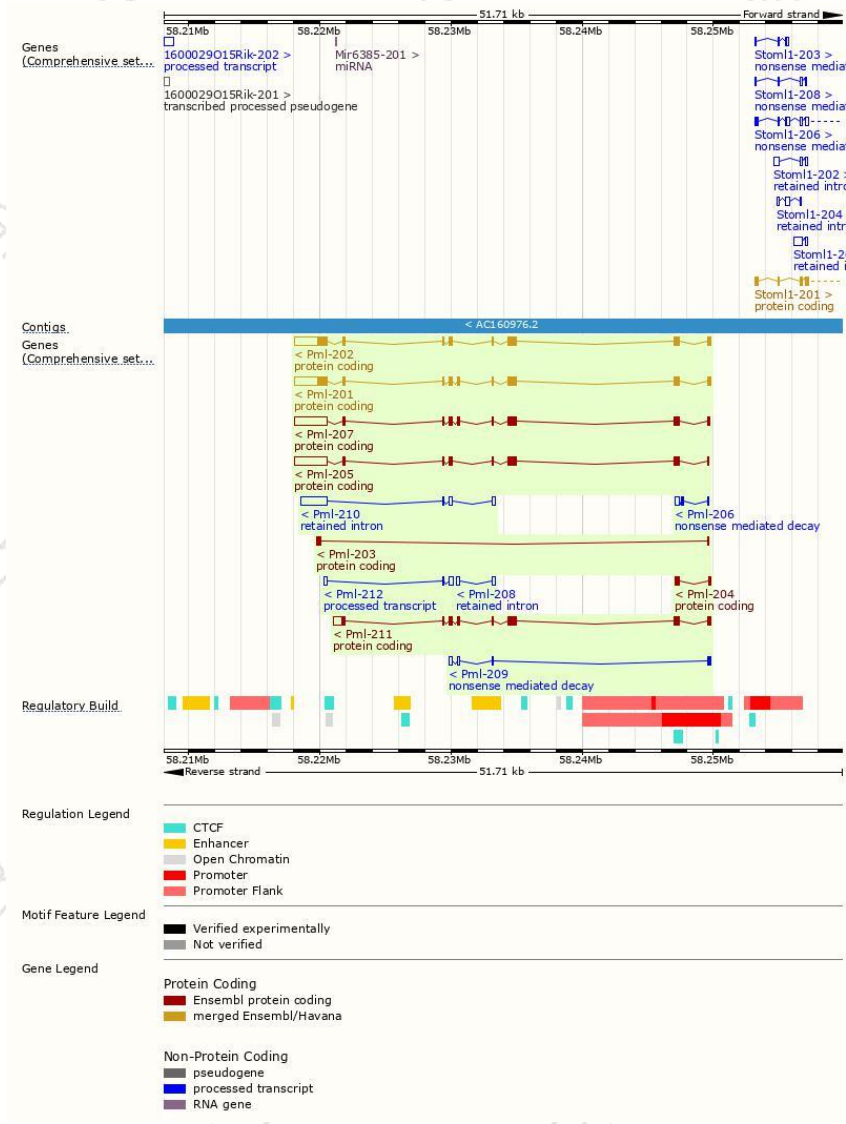 51.71 kb
Forward strand
58.21Mb 58.22Mb 58.23Mb 58.24Mb 58.25Mb
Genes
(Comprehensive set...
1600029O15Rik-202 >
processed transcript
Mir6385-201 >
miRNA
1600029O15Rik-201 >
transcribed processed pseudogene
Stoml1-203 >
nonsense media
Stoml1-208 >
nonsense media
Stoml1-206 >
nonsense media
Stoml1-202 >
retained intro
Stoml1-204
retained intr
Stoml1-2
retained i
Stoml1-201 >
protein coding
Contigs
< AC160976.2
Genes
(Comprehensive set...
< Pml-202
protein coding
< Pml-201
protein coding
< Pml-207
protein coding
< Pml-205
protein coding
< Pml-210
retained intron
< Pml-206
nonsense mediated decay
< Pml-203
protein coding
< Pml-212
processed transcript
< Pml-208
retained intron
< Pml-204
protein coding
< Pml-211
protein coding
< Pml-209
nonsense mediated decay
Regulatory Build
58.21Mb 58.22Mb 58.23Mb 58.24Mb 58.25Mb
Reverse strand
51.71 kb
Regulation Legend
CTCF
Enhancer
Open Chromatin
Promoter
Promoter Flank
Motif Feature Legend
Verified experimentally
Not verified
Gene Legend
Protein Coding
Ensembl protein coding
merged Ensembl/Havana
Non-Protein Coding
pseudogene
processed transcript
RNA gene